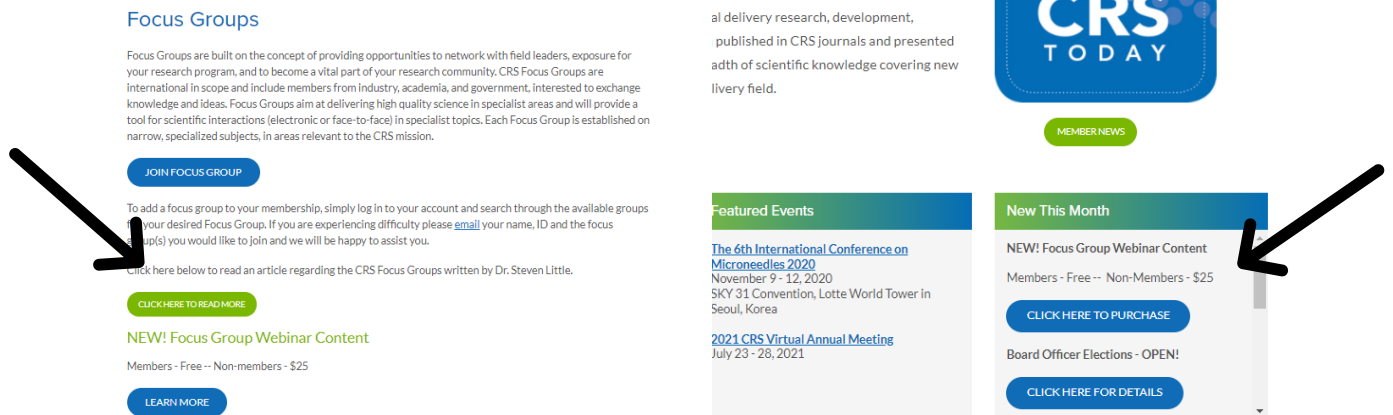 Focus Groups
Focus Groups are built on the concept of providing opportunities to network with field leaders, exposure for
your research program, and to become a vital part of your research community. CRS Focus Groups are
international in scope and include members from industry, academia, and government, interested to exchange
knowledge and ideas. Focus Groups aim at delivering high quality science in specialist areas and will provide a
tool for scientific interactions (electronic or face-to-face) in specialist topics. Each Focus Group is established on
narrow, specialized subjects, in areas relevant to the CRS mission.
JOIN FOCUS GROUP
To add a focus group to your membership, simply log in to your account and search through the available groups
your desired Focus Group. If you are experiencing difficulty please email your name, ID and the focus
you would like to join and we will be happy to assist you.
Click here below to read an article regarding the CRS Focus Groups written by Dr. Steven Little.
CLICK HERE TO READ MORE
NEW! Focus Group Webinar Content
Members - Free -- Non-members - $25
LEARN MORE
al delivery research, development,
published in CRS journals and presented
adth of scientific knowledge covering new
livery field.
CRS
TODAY
MEMBER NEWS
Featured Events
The 6th International Conference on
Microneedles 2020
November 9 - 12, 2020
SKY 31 Convention, Lotte World Tower in
Seoul, Korea
2021 CRS Virtual Annual Meeting
July 23 - 28, 2021
New This Month
NEW! Focus Group Webinar Content
Members - Free -- Non-Members - $25
CLICK HERE TO PURCHASE
Board Officer Elections - OPEN!
CLICK HERE FOR DETAILS